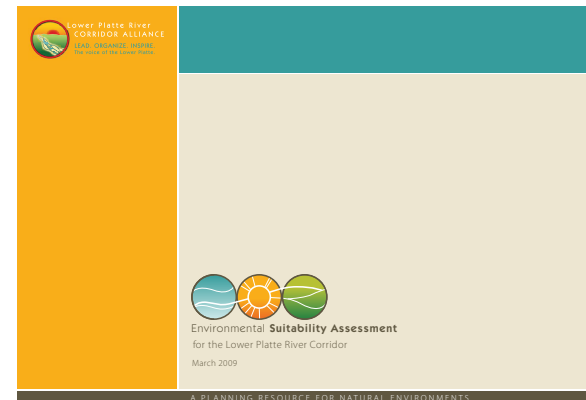 Lower Platte River
CORRIDOR ALLIANCE
LEAD. ORGANIZE. INSPIRE.
The voice of the Lower Platte.
Environmental Suitability Assessment
for the Lower Platte River Corridor
March 2009
A PLANNING RESOURCE FOR NATURAL ENVIRONMENTS